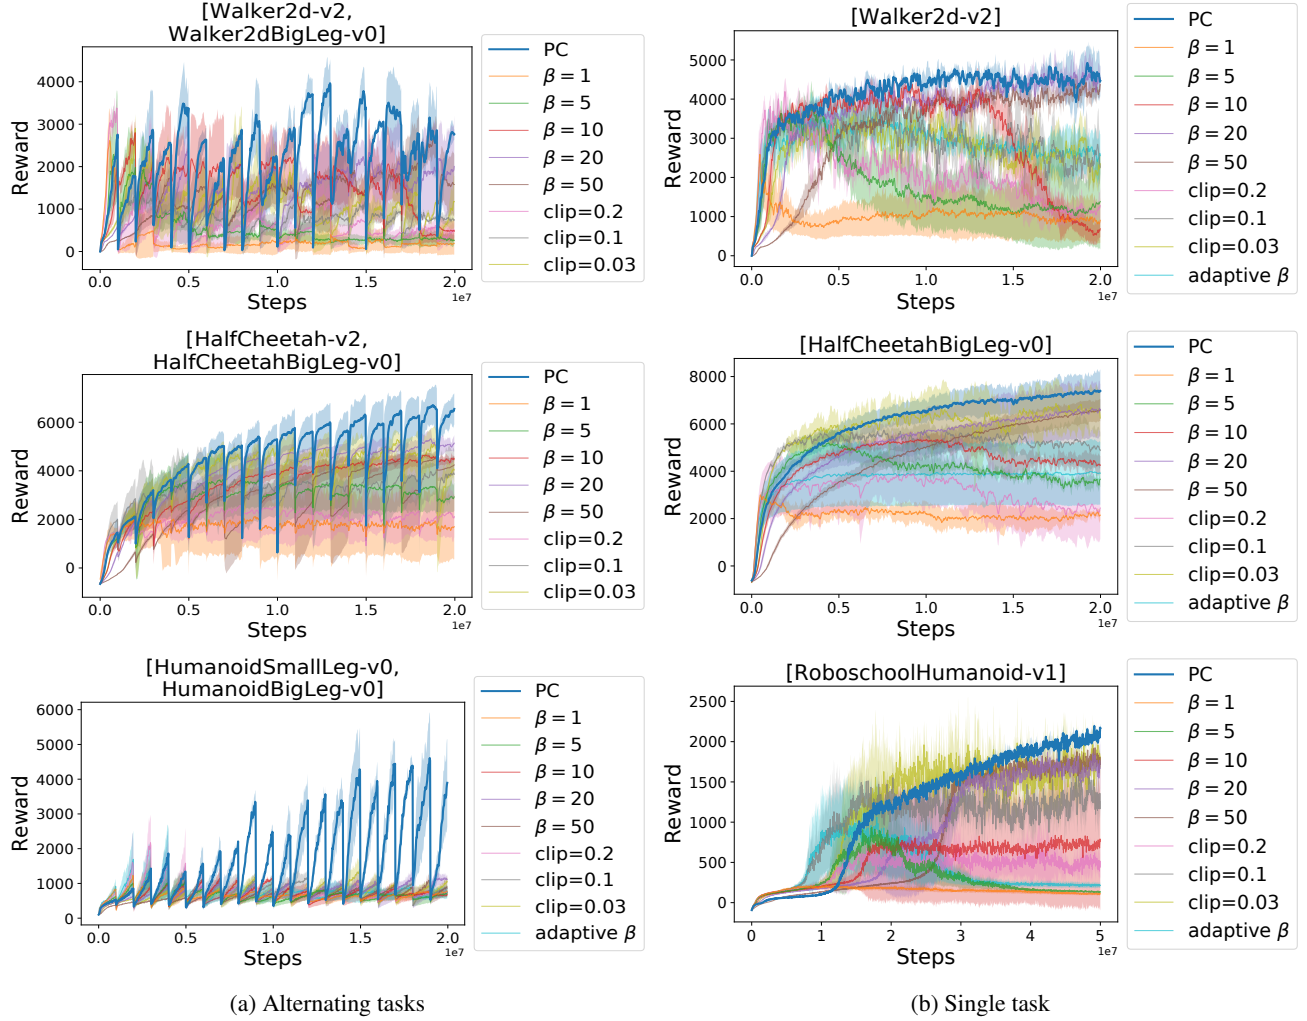 [Walker2d-v2,
Walker2dBigLeg-v0]
Reward
4000
3000
2000
1000
0
0.0 0.5 1.0 1.5 2.0
1e7
Steps
PC
β = 1
β = 5
β = 10
β = 20
β = 50
clip=0.2
clip=0.1
clip=0.03
[Walker2d-v2]
Reward
5000
4000
3000
2000
1000
0
0.0 0.5 1.0 1.5 2.0
1e7
Steps
PC
β = 1
β = 5
β = 10
β = 20
β = 50
clip=0.2
clip=0.1
clip=0.03
adaptive β
[HalfCheetah-v2,
HalfCheetahBigLeg-v0]
Reward
6000
4000
2000
0
0.0 0.5 1.0 1.5 2.0
1e7
Steps
PC
β = 1
β = 5
β = 10
β = 20
β = 50
clip=0.2
clip=0.1
clip=0.03
[HalfCheetahBigLeg-v0]
Reward
8000
6000
4000
2000
0
0.0 0.5 1.0 1.5 2.0
1e7
Steps
PC
β = 1
β = 5
β = 10
β = 20
β = 50
clip=0.2
clip=0.1
clip=0.03
adaptive β
[HumanoidSmallLeg-v0,
HumanoidBigLeg-v0]
Reward
6000
5000
4000
3000
2000
1000
0
0.0 0.5 1.0 1.5 2.0
1e7
Steps
PC
β = 1
β = 5
β = 10
β = 20
β = 50
clip=0.2
clip=0.1
clip=0.03
adaptive β
[RoboschoolHumanoid-v1]
Reward
2500
2000
1500
1000
500
0
0 1 2 3 4 5
1e7
Steps
PC
β = 1
β = 5
β = 10
β = 20
β = 50
clip=0.2
clip=0.1
clip=0.03
adaptive β
(a) Alternating tasks
(b) Single task